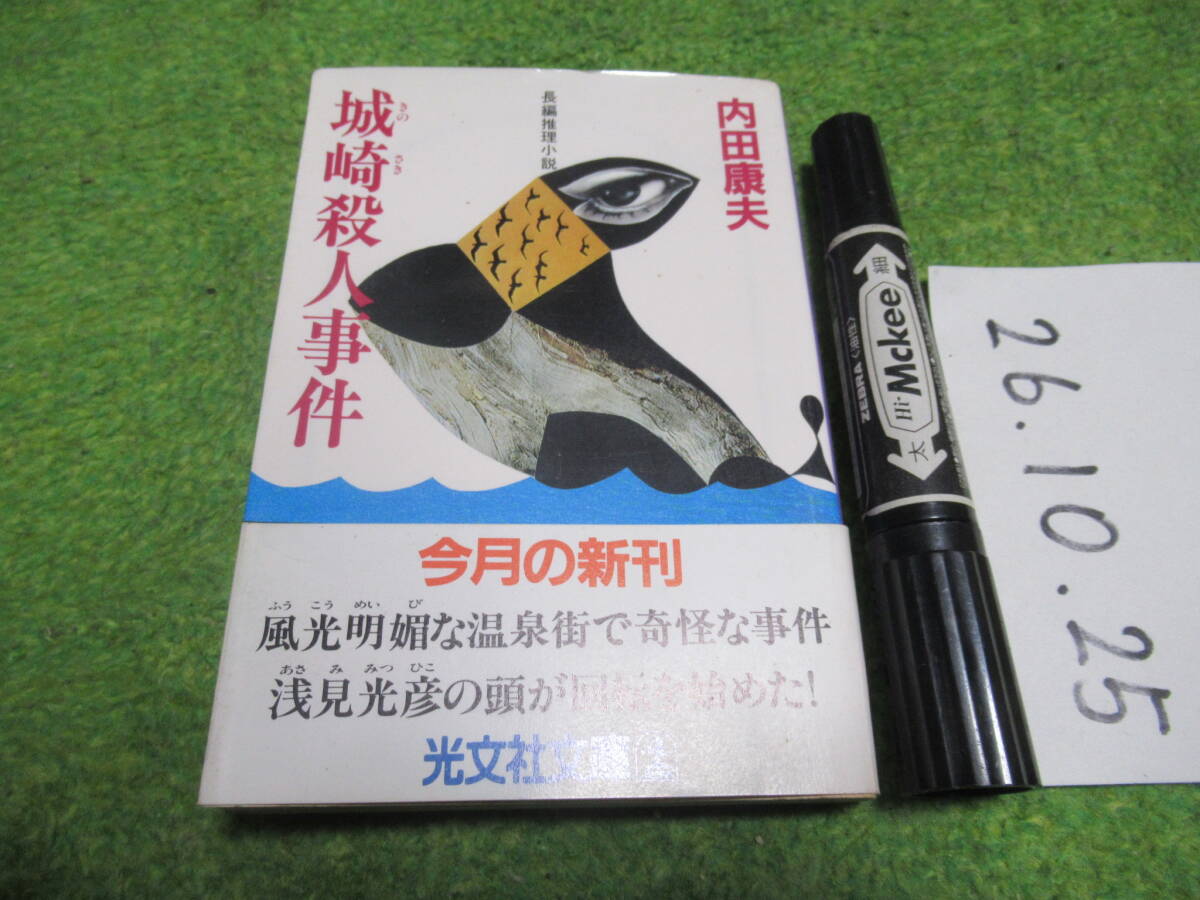 内田康夫
長編推理小説
城崎殺人事件
きのさき
今月の新刊
ふうこうめいび
風光明媚な温泉街で奇怪な事件
あさみみつひこ
浅見光彦の頭が回転を始めた!
光文社文
ZEBRA 〈油性〉
細
Hi-Mckee
太
26.10.25